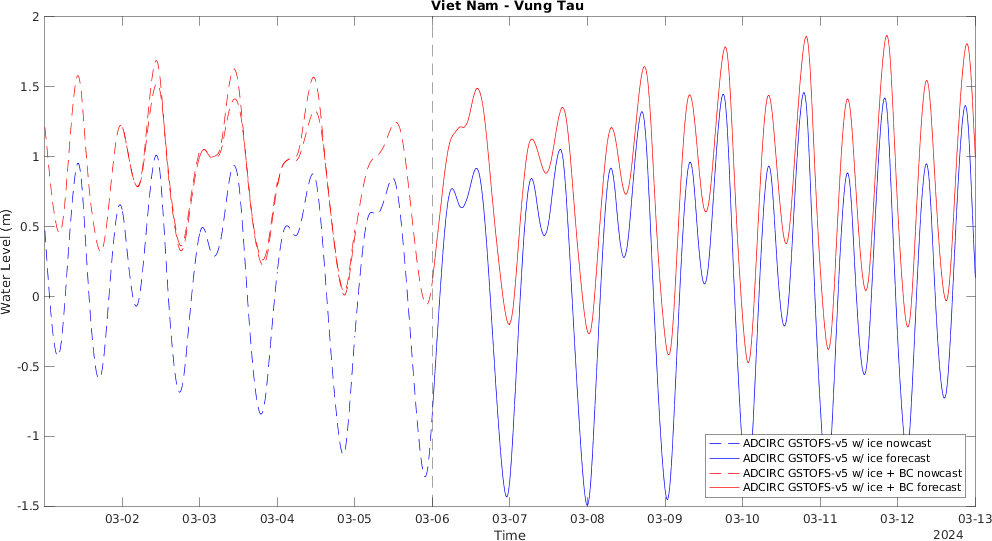 Viet Nam - Vung Tau
2
1.5
1
0.5
0
-0.5
-1
-1.5
Water Level (m)
ADCIRC GSTOFS-v5 w/ ice nowcast
ADCIRC GSTOFS-v5 w/ ice forecast
ADCIRC GSTOFS-v5 w/ ice + BC nowcast
ADCIRC GSTOFS-v5 w/ ice + BC forecast
03-02 03-03 03-04 03-05 03-06 03-07 03-08 03-09 03-10 03-11 03-12 03-13
Time
2024